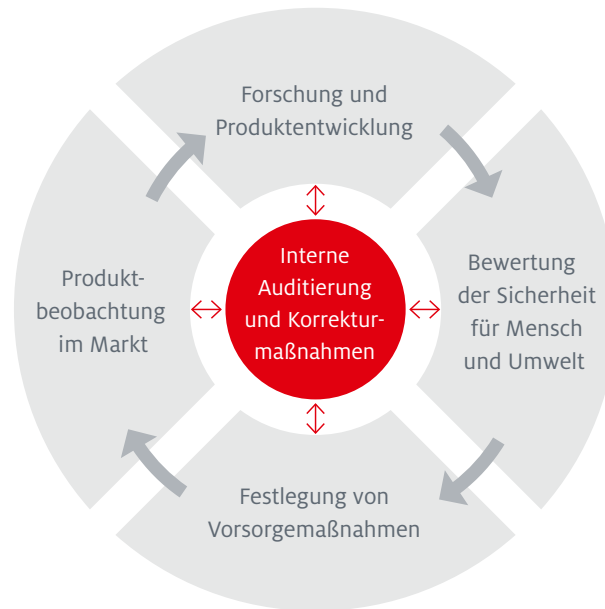 Forschung und
Produktentwicklung
Interne
Auditierung
und Korrektur-
maßnahmen
Bewertung
der Sicherheit
für Mensch
und Umwelt
Festlegung von
Vorsorgemaßnahmen
Produkt-
beobachtung
im Markt